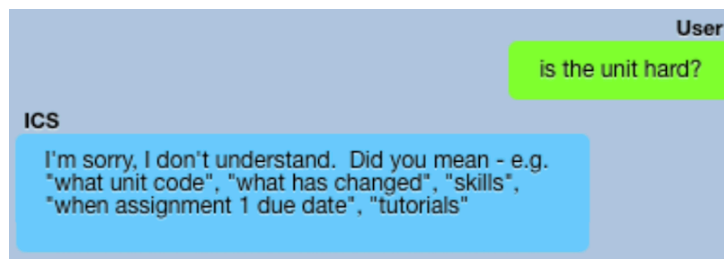 User
is the unit hard?
ICS
I'm sorry, I don't understand.  Did you mean - e.g.
"what unit code", "what has changed", "skills",
"when assignment 1 due date", "tutorials"